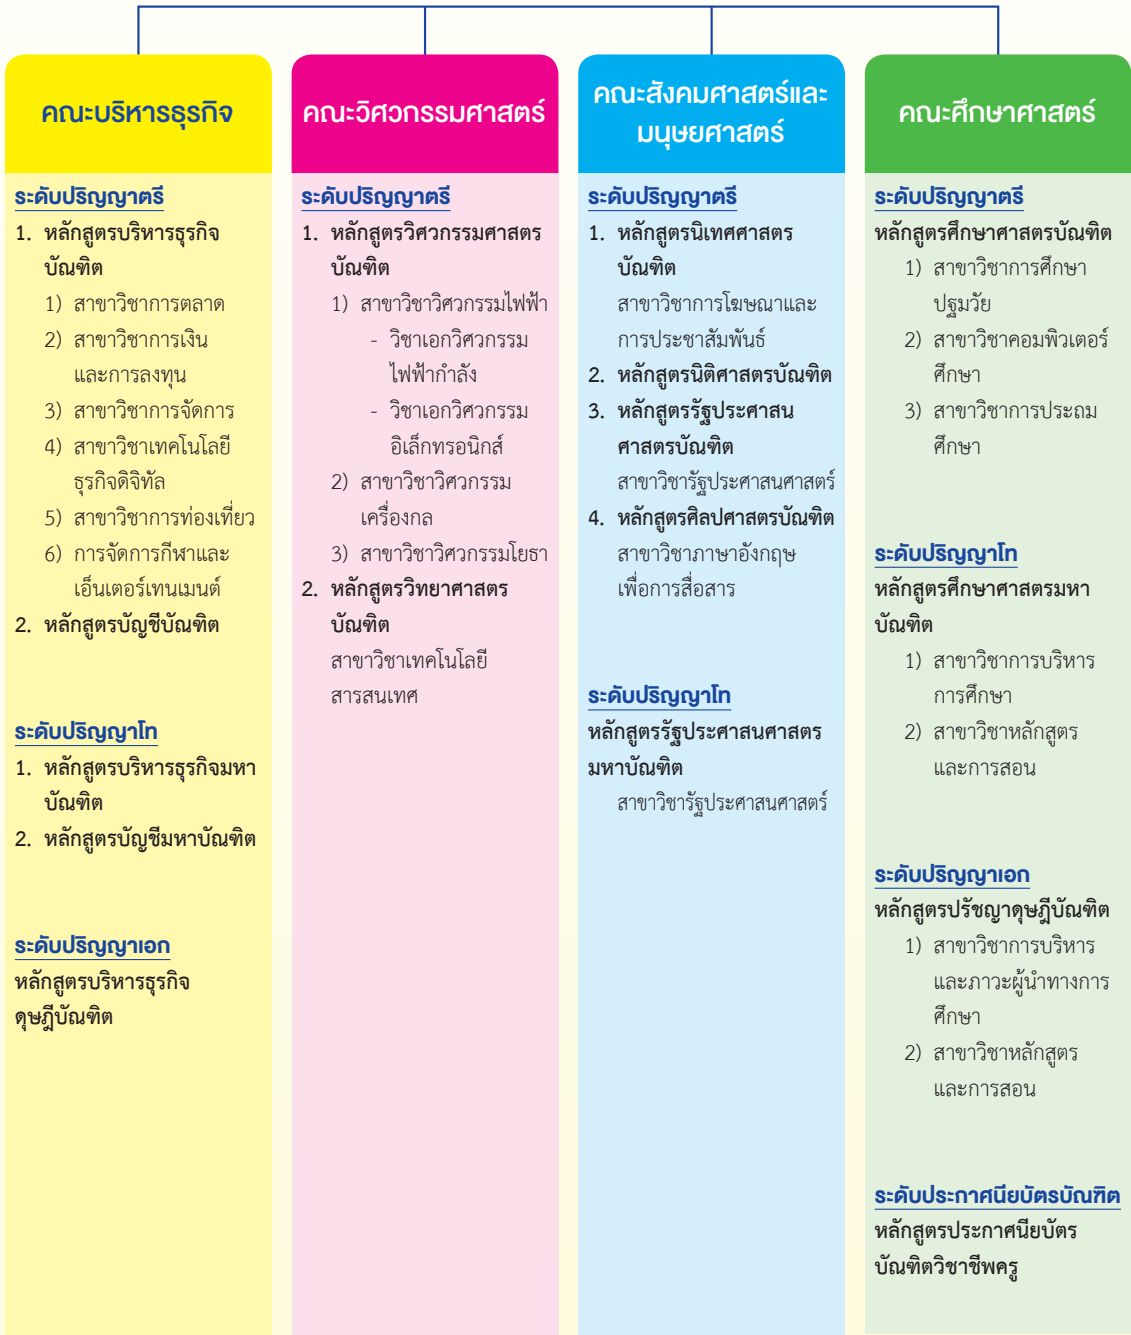 คณะบริหารธุรกิจ
ระดับปริญญาตรี
1. หลักสูตรบริหารธุรกิจ
บัณฑิต
1) สาขาวิชาการตลาด
2) สาขาวิชาการเงิน
และการลงทุน
3) สาขาวิชาการจัดการ
4) สาขาวิชาเทคโนโลยี
ธุรกิจดิจิทัล
5) สาขาวิชาการท่องเที่ยว
6) การจัดการกีฬาและ
เอ็นเตอร์เทนเมนต์
2. หลักสูตรบัญชีบัณฑิต
ระดับปริญญาโท
1. หลักสูตรบริหารธุรกิจมหา
บัณฑิต
2. หลักสูตรบัญชีมหาบัณฑิต
ระดับปริญญาเอก
หลักสูตรบริหารธุรกิจ
ดุษฎีบัณฑิต
คณะวิศวกรรมศาสตร์
ระดับปริญญาตรี
1. หลักสูตรวิศวกรรมศาสตร
บัณฑิต
1) สาขาวิชาวิศวกรรมไฟฟ้า
- วิชาเอกวิศวกรรม
ไฟฟ้ากำลัง
- วิชาเอกวิศวกรรม
อิเล็กทรอนิกส์
2) สาขาวิชาวิศวกรรม
เครื่องกล
3) สาขาวิชาวิศวกรรมโยธา
2. หลักสูตรวิทยาศาสตร
บัณฑิต
สาขาวิชาเทคโนโลยี
สารสนเทศ
คณะสังคมศาสตร์และ
มนุษยศาสตร์
ระดับปริญญาตรี
1. หลักสูตรนิเทศศาสตร
บัณฑิต
สาขาวิชาการโฆษณาและ
การประชาสัมพันธ์
2. หลักสูตรนิติศาสตรบัณฑิต
3. หลักสูตรรัฐประศาสน
ศาสตรบัณฑิต
สาขาวิชารัฐประศาสนศาสตร์
4. หลักสูตรศิลปศาสตรบัณฑิต
สาขาวิชาภาษาอังกฤษ
เพื่อการสื่อสาร
ระดับปริญญาโท
หลักสูตรรัฐประศาสนศาสตร
มหาบัณฑิต
สาขาวิชารัฐประศาสนศาสตร์
คณะศึกษาศาสตร์
ระดับปริญญาตรี
หลักสูตรศึกษาศาสตรบัณฑิต
1) สาขาวิชาการศึกษา
ปฐมวัย
2) สาขาวิชาคอมพิวเตอร์
ศึกษา
3) สาขาวิชาการประถม
ศึกษา
ระดับปริญญาโท
หลักสูตรศึกษาศาสตรมหา
บัณฑิต
1) สาขาวิชาการบริหาร
การศึกษา
2) สาขาวิชาหลักสูตร
และการสอน
ระดับปริญญาเอก
หลักสูตรปรัชญาดุษฎีบัณฑิต
1) สาขาวิชาการบริหาร
และภาวะผู้นำทางการ
ศึกษา
2) สาขาวิชาหลักสูตร
และการสอน
ระดับประกาศนียบัตรบัณฑิต
หลักสูตรประกาศนียบัตร
บัณฑิตวิชาชีพครู